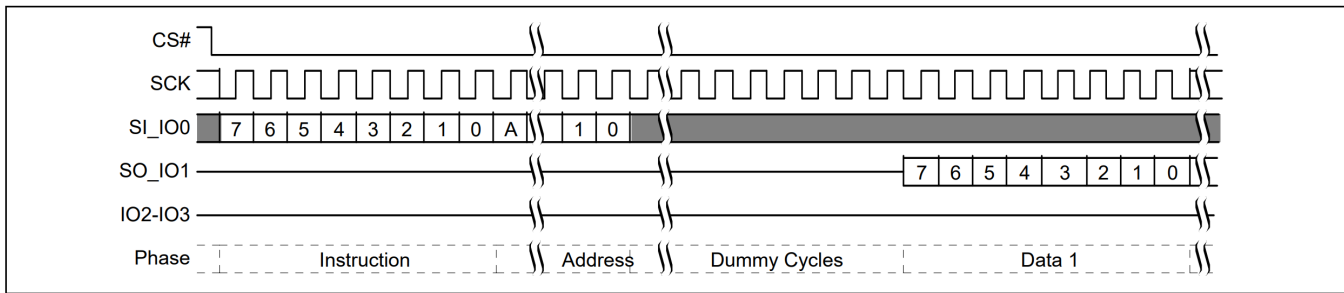 CS#
SCK
SI_IO0 7 6 5 4 3 2 1 0 A 1 0
SO_IO1 7 6 5 4 3 2 1 0
IO2-IO3
Phase Instruction Address Dummy Cycles Data 1